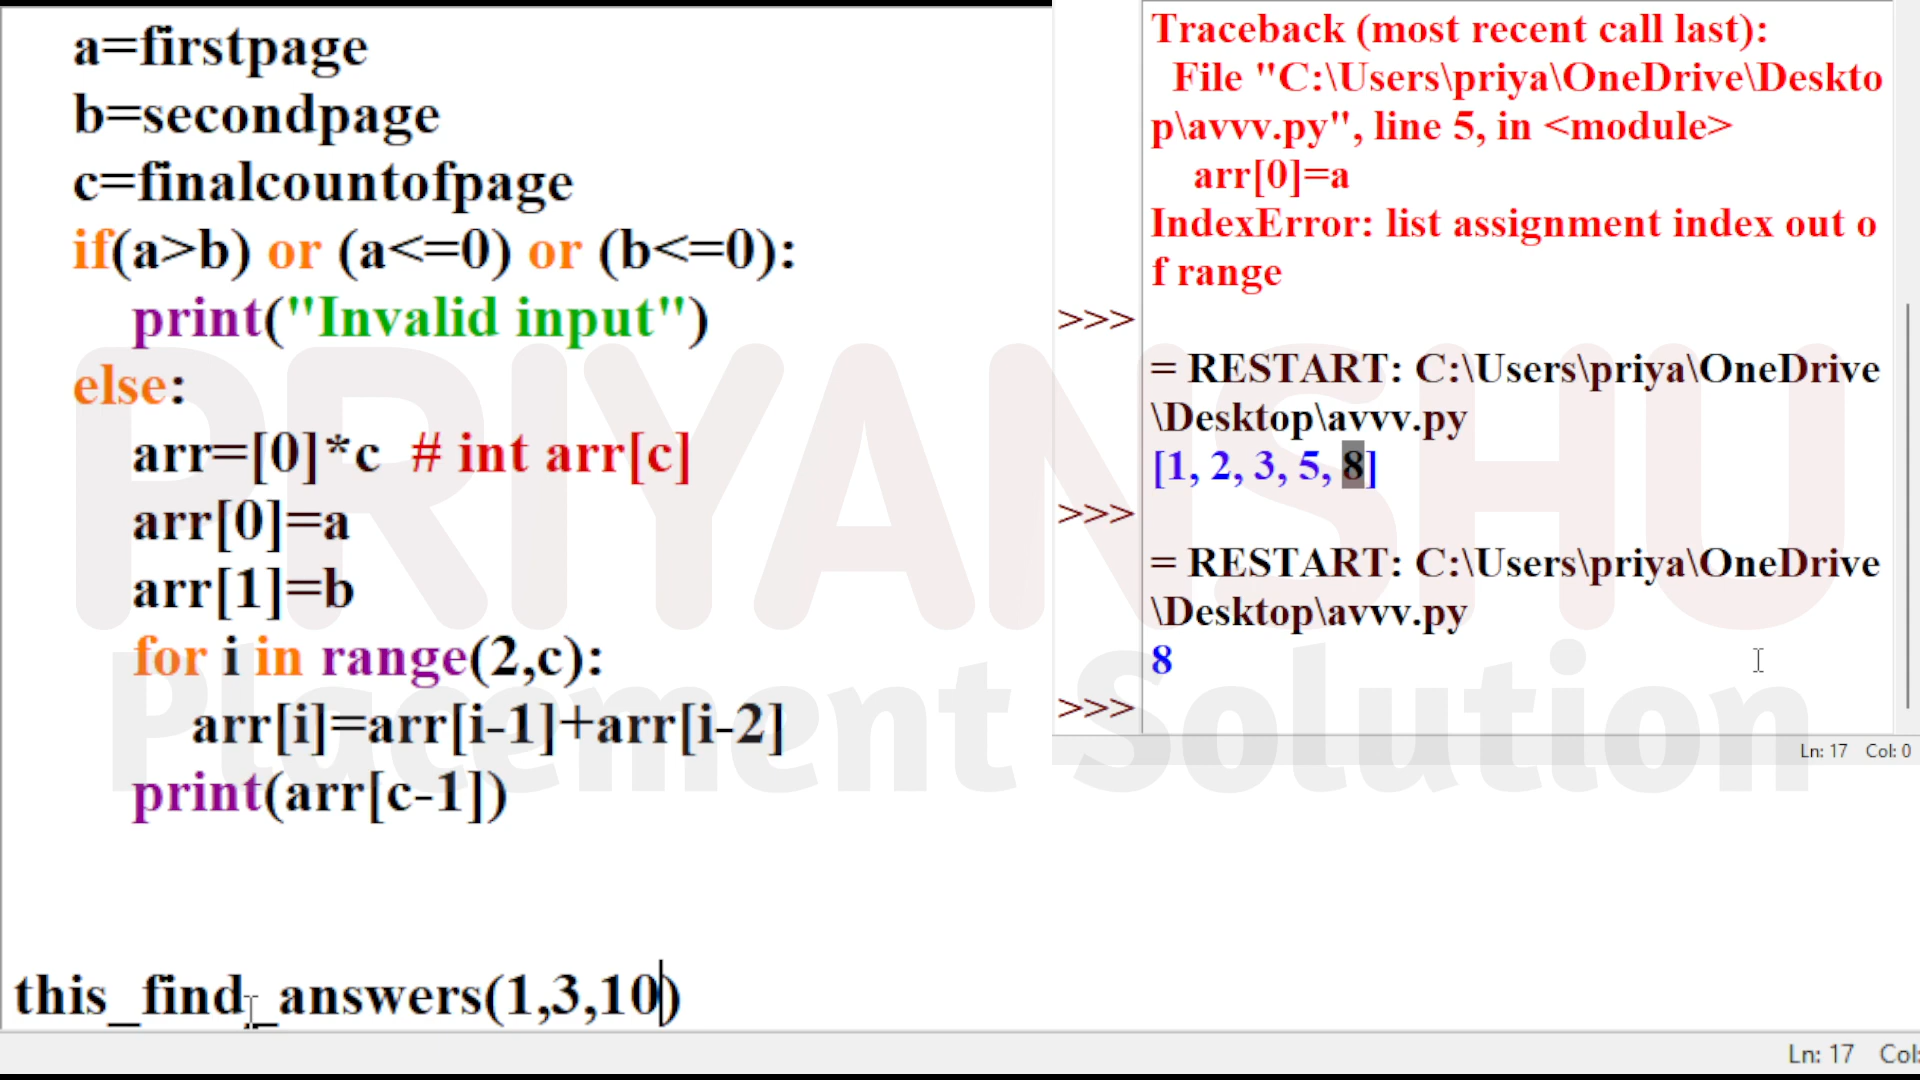 a=firstpage
b=secondpage
c=finalcountofpage
if(a>b) or (a<=0) or (b<=0):
print("Invalid input")
else:
arr=[0]*c # int arr[c]
arr[0]=a
arr[1]=b
for i in range(2,c):
arr[i]=arr[i-1]+arr[i-2]
print(arr[c-1])
this_find_answers(1,3,10)
Traceback (most recent call last):
File "C:\Users\priya\OneDrive\Deskto
p\avvv.py", line 5, in <module>
arr[0]=a
IndexError: list assignment index out o
f range
>>>
= RESTART: C:\Users\priya\OneDrive
\Desktop\avvv.py
[1, 2, 3, 5, 8]
>>>
= RESTART: C:\Users\priya\OneDrive
\Desktop\avvv.py
8
>>>
Ln: 17 Col: 0
Ln: 17 Col:
PRIYANSHU
Placement Solution